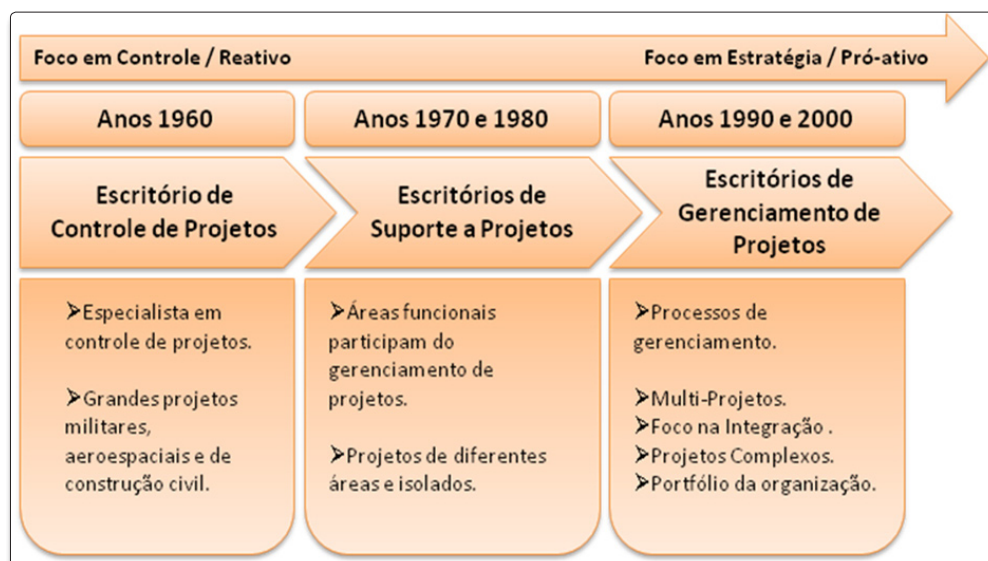 Foco em Controle / Reativo
Foco em Estratégia / Pró-ativo
Anos 1960
Anos 1970 e 1980
Anos 1990 e 2000
Escritório de
Controle de Projetos
Escritórios de
Suporte a Projetos
Escritórios de
Gerenciamento de
Projetos
➢Especialista em
controle de projetos.
➢Grandes projetos
militares,
aeroespaciais e de
construção civil.
➢Áreas funcionais
participam do
gerenciamento de
projetos.
➢Projetos de diferentes
áreas e isolados.
➢Processos de
gerenciamento.
➢Multi-Projetos.
➢Foco na Integração .
➢Projetos Complexos.
➢Portfólio da organização.